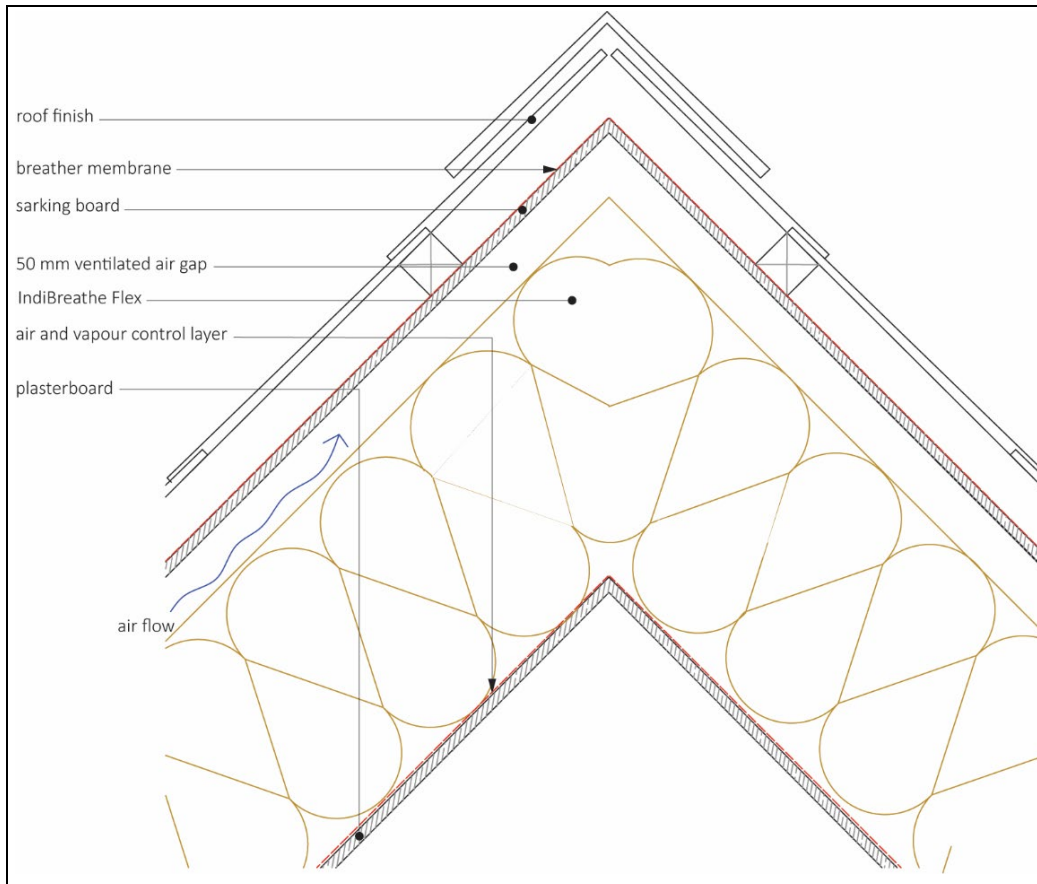 roof finish
breather membrane
sarking board
50 mm ventilated air gap
IndiBreathe Flex
air and vapour control layer
plasterboard
air flow